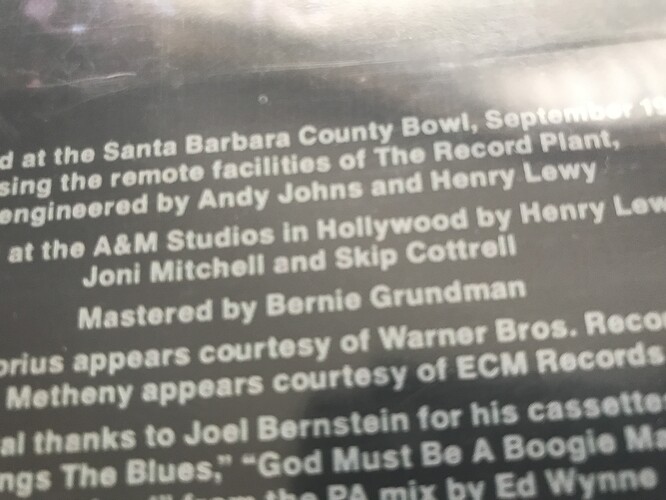 d at the Santa Barbara County Bowl, September 19
sing the remote facilities of The Record Plant,
engineered by Andy Johns and Henry Lewy
at the A&M Studios in Hollywood by Henry Lew
Joni Mitchell and Skip Cottrell
Mastered by Bernie Grundman
orius appears courtesy of Warner Bros. Reco
Metheny appears courtesy of ECM Records
al thanks to Joel Bernstein for his cassette
ngs The Blues," "God Must Be A Boogie Ma
from the PA mix by Ed Wynne